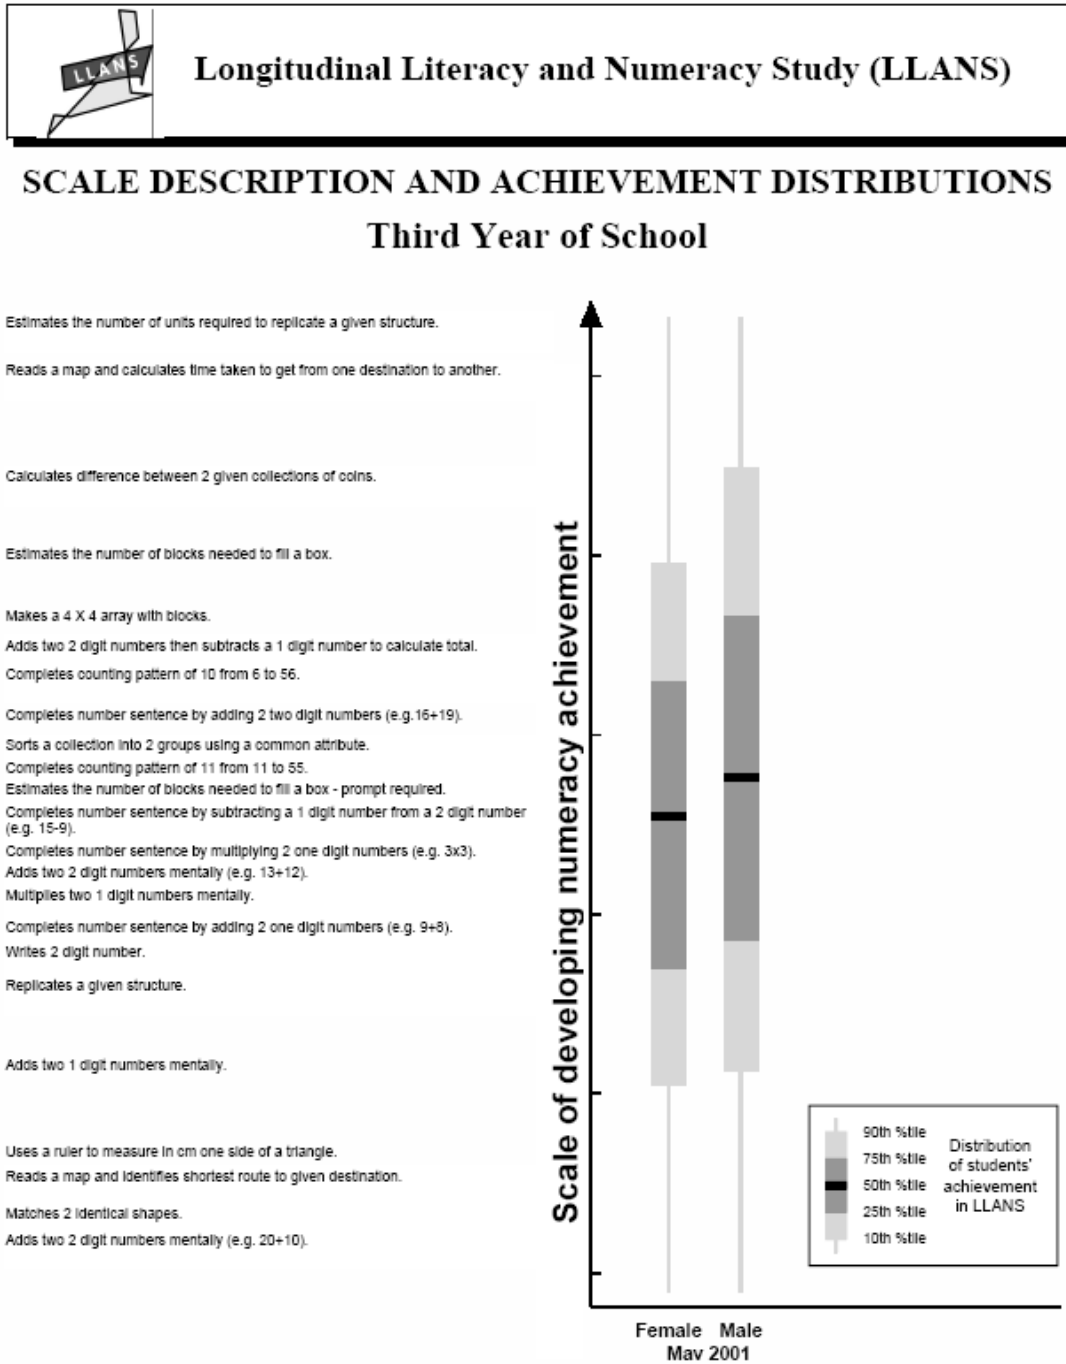 LLANS
Longitudinal Literacy and Numeracy Study (LLANS)
SCALE DESCRIPTION AND ACHIEVEMENT DISTRIBUTIONS
Third Year of School
Estimates the number of units required to replicate a given structure.
Reads a map and calculates time taken to get from one destination to another.
Calculates difference between 2 given collections of coins.
Estimates the number of blocks needed to fill a box.
Makes a 4 X 4 array with blocks.
Adds two 2 digit numbers then subtracts a 1 digit number to calculate total.
Completes counting pattern of 10 from 6 to 56.
Completes number sentence by adding 2 two digit numbers (e.g.16+19).
Sorts a collection into 2 groups using a common attribute.
Completes counting pattern of 11 from 11 to 55.
Estimates the number of blocks needed to fill a box - prompt required.
Completes number sentence by subtracting a 1 digit number from a 2 digit number
(e.g. 15-9).
Completes number sentence by multiplying 2 one digit numbers (e.g. 3x3).
Adds two 2 digit numbers mentally (e.g. 13+12).
Multiplies two 1 digit numbers mentally.
Completes number sentence by adding 2 one digit numbers (e.g. 9+8).
Writes 2 digit number.
Replicates a given structure.
Adds two 1 digit numbers mentally.
Uses a ruler to measure in cm one side of a triangle.
Reads a map and identifies shortest route to given destination.
Matches 2 identical shapes.
Adds two 2 digit numbers mentally (e.g. 20+10).
Scale of developing numeracy achievement
90th %tile
75th %tile
50th %tile
25th %tile
10th %tile
Distribution
of students'
achievement
in LLANS
Female Male
May 2001